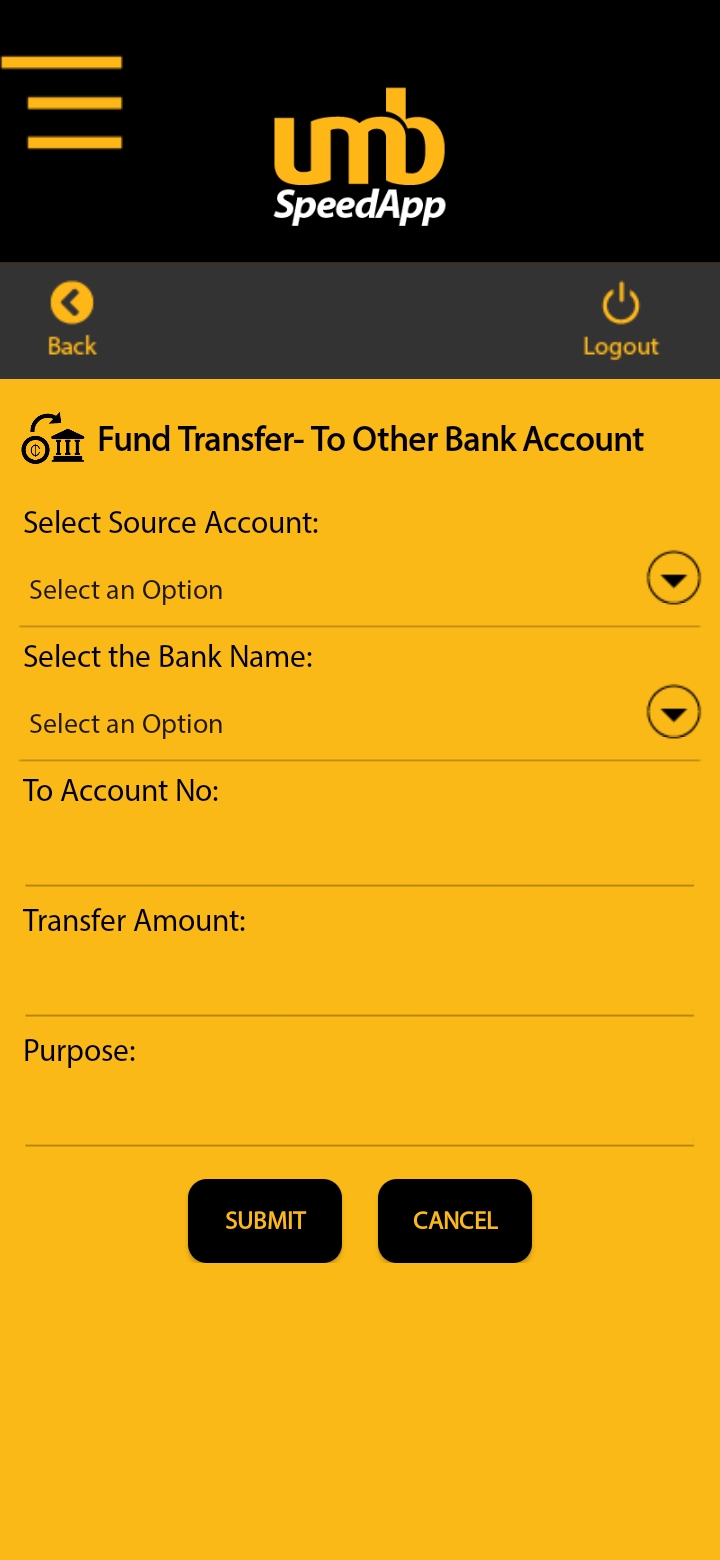 umb
SpeedApp
Back
Logout
Fund Transfer- To Other Bank Account
Select Source Account:
Select an Option
Select the Bank Name:
Select an Option
To Account No:
Transfer Amount:
Purpose:
SUBMIT
CANCEL